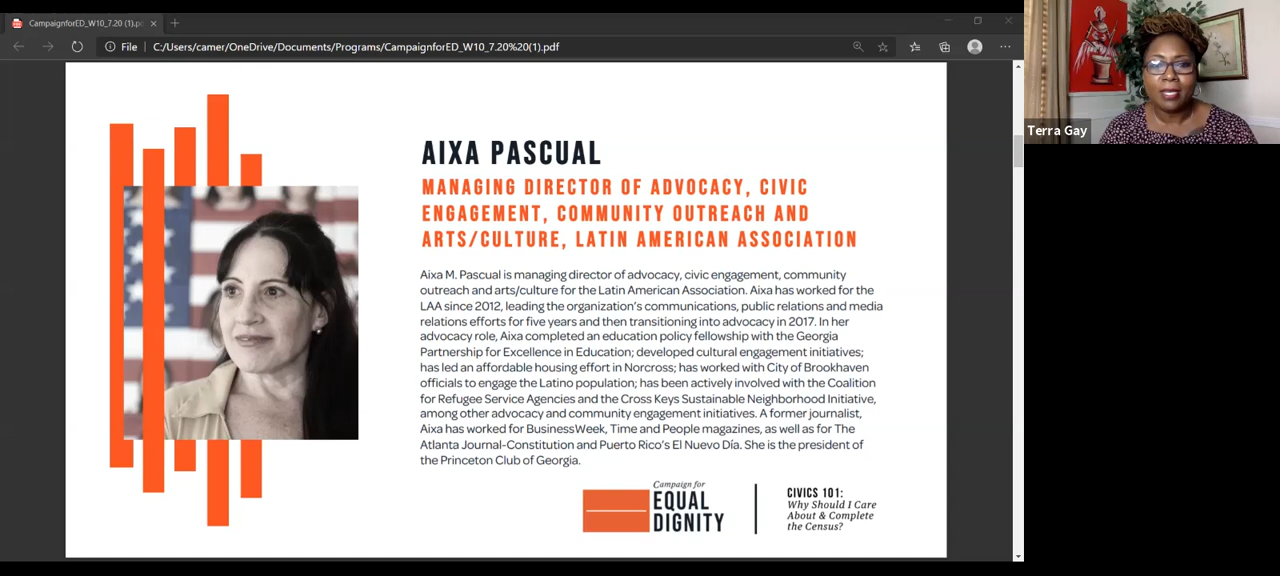 CampaignforED_W10_7.20 (1).pdf
File
C:/Users/camer/OneDrive/Documents/Programs/CampaignforED_W10_7.20%20(1).pdf
AIXA PASCUAL
MANAGING DIRECTOR OF ADVOCACY, CIVIC
ENGAGEMENT, COMMUNITY OUTREACH AND
ARTS/CULTURE, LATIN AMERICAN ASSOCIATION
Aixa M. Pascual is managing director of advocacy, civic engagement, community
outreach and arts/culture for the Latin American Association. Aixa has worked for the
LAA since 2012, leading the organization's communications, public relations and media
relations efforts for five years and then transitioning into advocacy in 2017. In her
advocacy role, Aixa completed an education policy fellowship with the Georgia
Partnership for Excellence in Education; developed cultural engagement initiatives;
has led an affordable housing effort in Norcross; has worked with City of Brookhaven
officials to engage the Latino population; has been actively involved with the Coalition
for Refugee Service Agencies and the Cross Keys Sustainable Neighborhood Initiative,
among other advocacy and community engagement initiatives. A former journalist,
Aixa has worked for BusinessWeek, Time and People magazines, as well as for The
Atlanta Journal-Constitution and Puerto Rico's El Nuevo Día. She is the president of
the Princeton Club of Georgia.
Campaign for
EQUAL
DIGNITY
CIVICS 101:
Why Should I Care
About & Complete
the Census?
Terra Gay